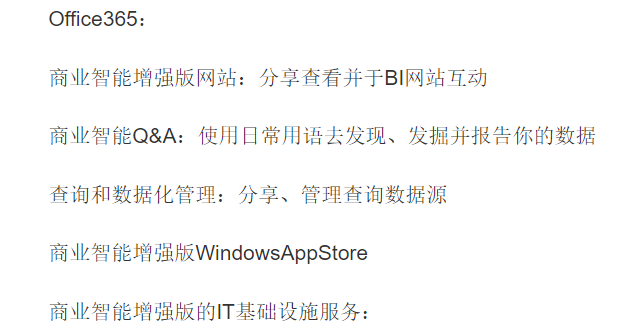 Office365：
商业智能增强版网站：分享查看并于BI网站互动
商业智能Q&A：使用日常用语去发现、发掘并报告你的数据
查询和数据化管理：分享、管理查询数据源
商业智能增强版WindowsAppStore
商业智能增强版的IT基础设施服务：